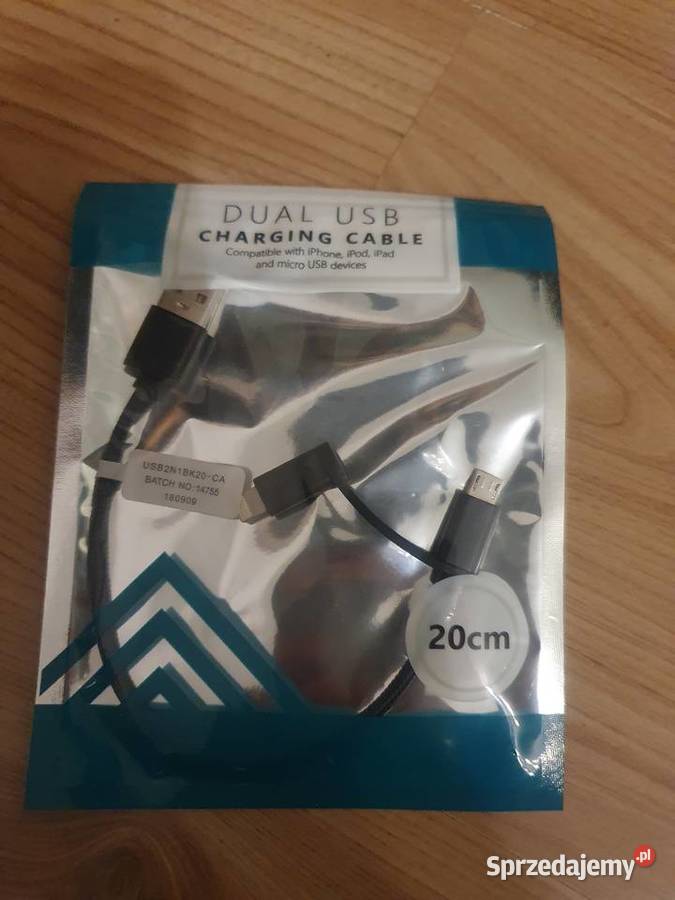 DUAL USB
CHARGING CABLE
Compatible with iPhone, iPod, iPad
and micro USB devices
USB2N1BK20-CA
BATCH NO:14755
180909
20cm
Sprzedajemy.pl